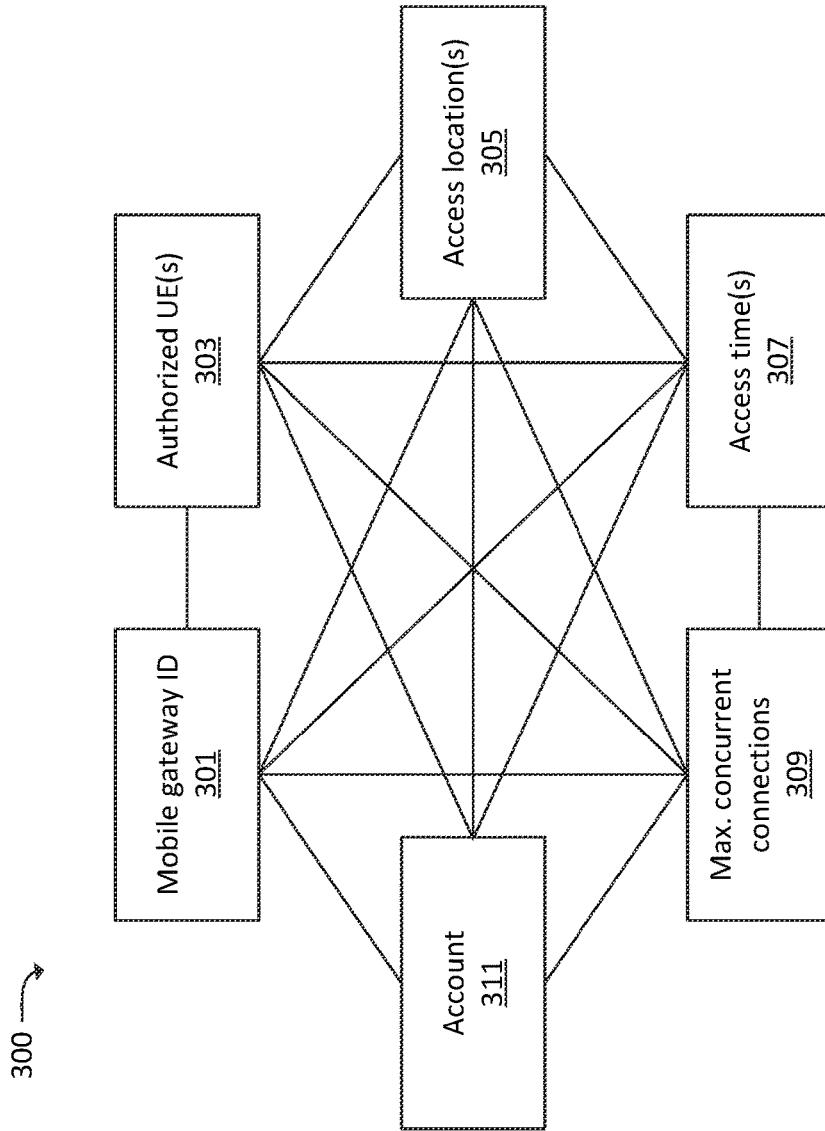 300
Mobile gateway ID
301
Authorized UE(s)
303
Account
311
Access location(s)
305
Max. concurrent
connections
309
Access time(s)
307